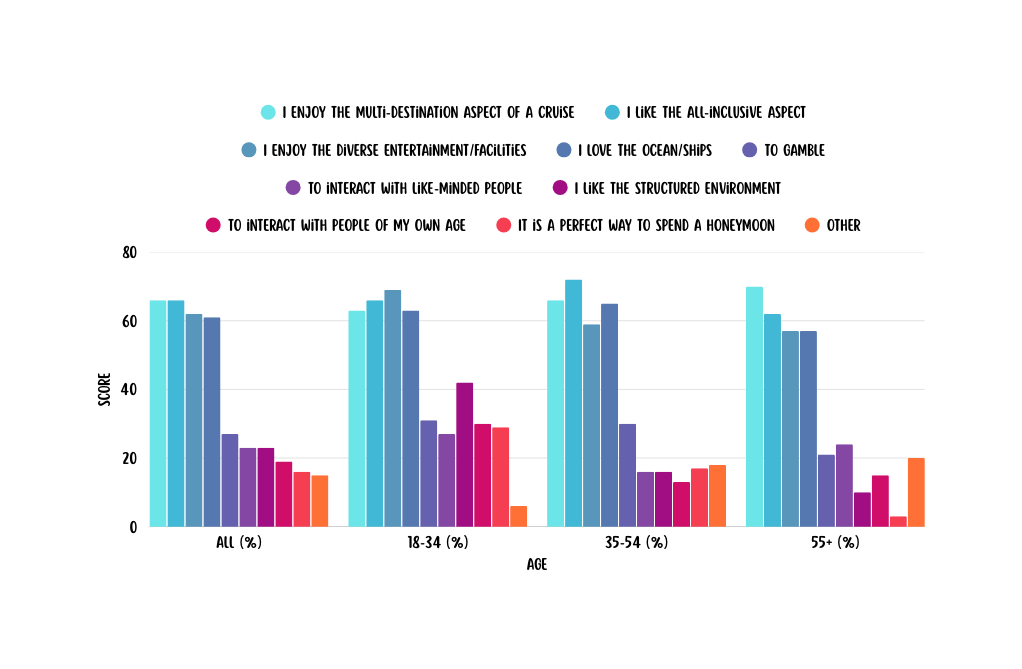 I ENJOY THE MULTI-DESTINATION ASPECT OF A CRUISE I LIKE THE ALL-INCLUSIVE ASPECT
I ENJOY THE DIVERSE ENTERTAINMENT/FACILITIES I LOVE THE OCEAN/SHIPS TO GAMBLE
TO INTERACT WITH LIKE-MINDED PEOPLE I LIKE THE STRUCTURED ENVIRONMENT
TO INTERACT WITH PEOPLE OF MY OWN AGE IT IS A PERFECT WAY TO SPEND A HONEYMOON OTHER
80
60
40
20
0
SCORE
ALL (%) 18-34 (%) 35-54 (%) 55+ (%)
AGE